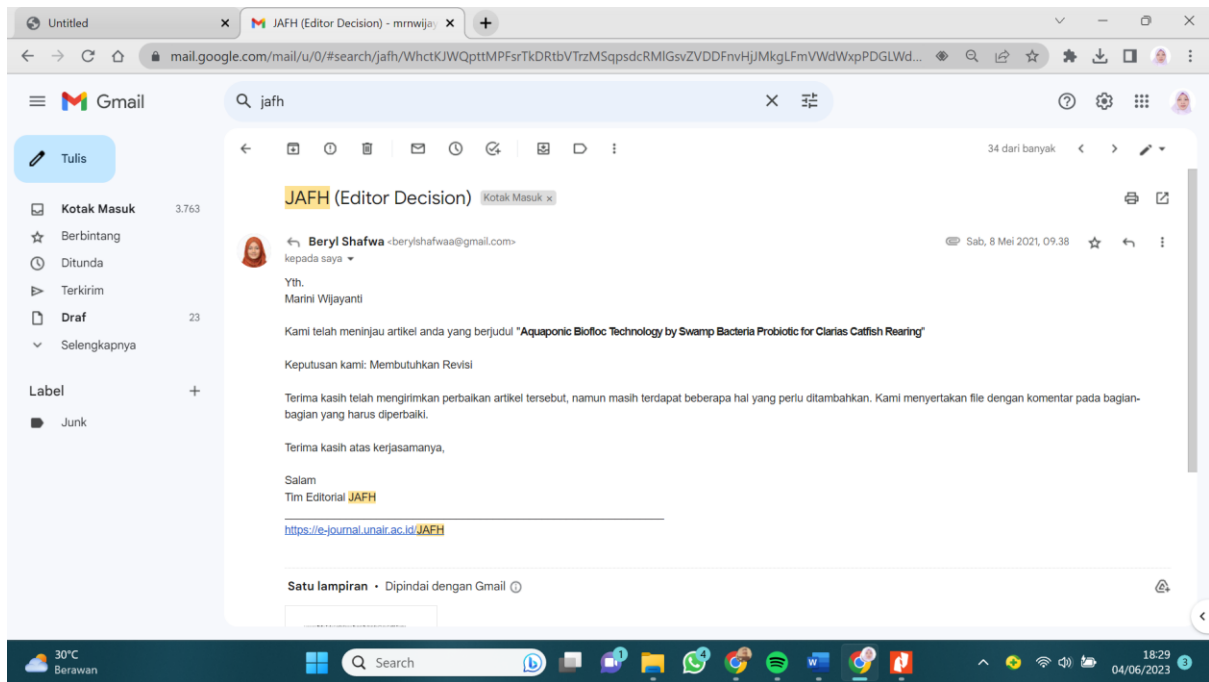 Untitled
JAFH (Editor Decision) - mrnwijay
mail.google.com/mail/u/0/#search/jafh/WhctKJWQpttMPFsrTkDRtbVTrzMSqpsdcRMlGsvZVDDFnvHjJMkgLFmVWdWxpPDGLWd...
Gmail
jafh
Tulis
34 dari banyak
Kotak Masuk 3.763
Berbintang
Ditunda
Terkirim
Draf 23
Selengkapnya
Label
Junk
JAFH (Editor Decision) Kotak Masuk x
Beryl Shafwa <berylshafwaa@gmail.com>
Sab, 8 Mei 2021, 09.38
kepada saya
Yth.
Marini Wijayanti
Kami telah meninjau artikel anda yang berjudul "Aquaponic Biofloc Technology by Swamp Bacteria Probiotic for Clarias Catfish Rearing"
Keputusan kami: Membutuhkan Revisi
Terima kasih telah mengirimkan perbaikan artikel tersebut, namun masih terdapat beberapa hal yang perlu ditambahkan. Kami menyertakan file dengan komentar pada bagian-
bagian yang harus diperbaiki.
Terima kasih atas kerjasamanya,
Salam
Tim Editorial JAFH
https://e-journal.unair.ac.id/JAFH
Satu lampiran • Dipindai dengan Gmail
30°C
Berawan
Search
1
4
18:29
04/06/2023
3